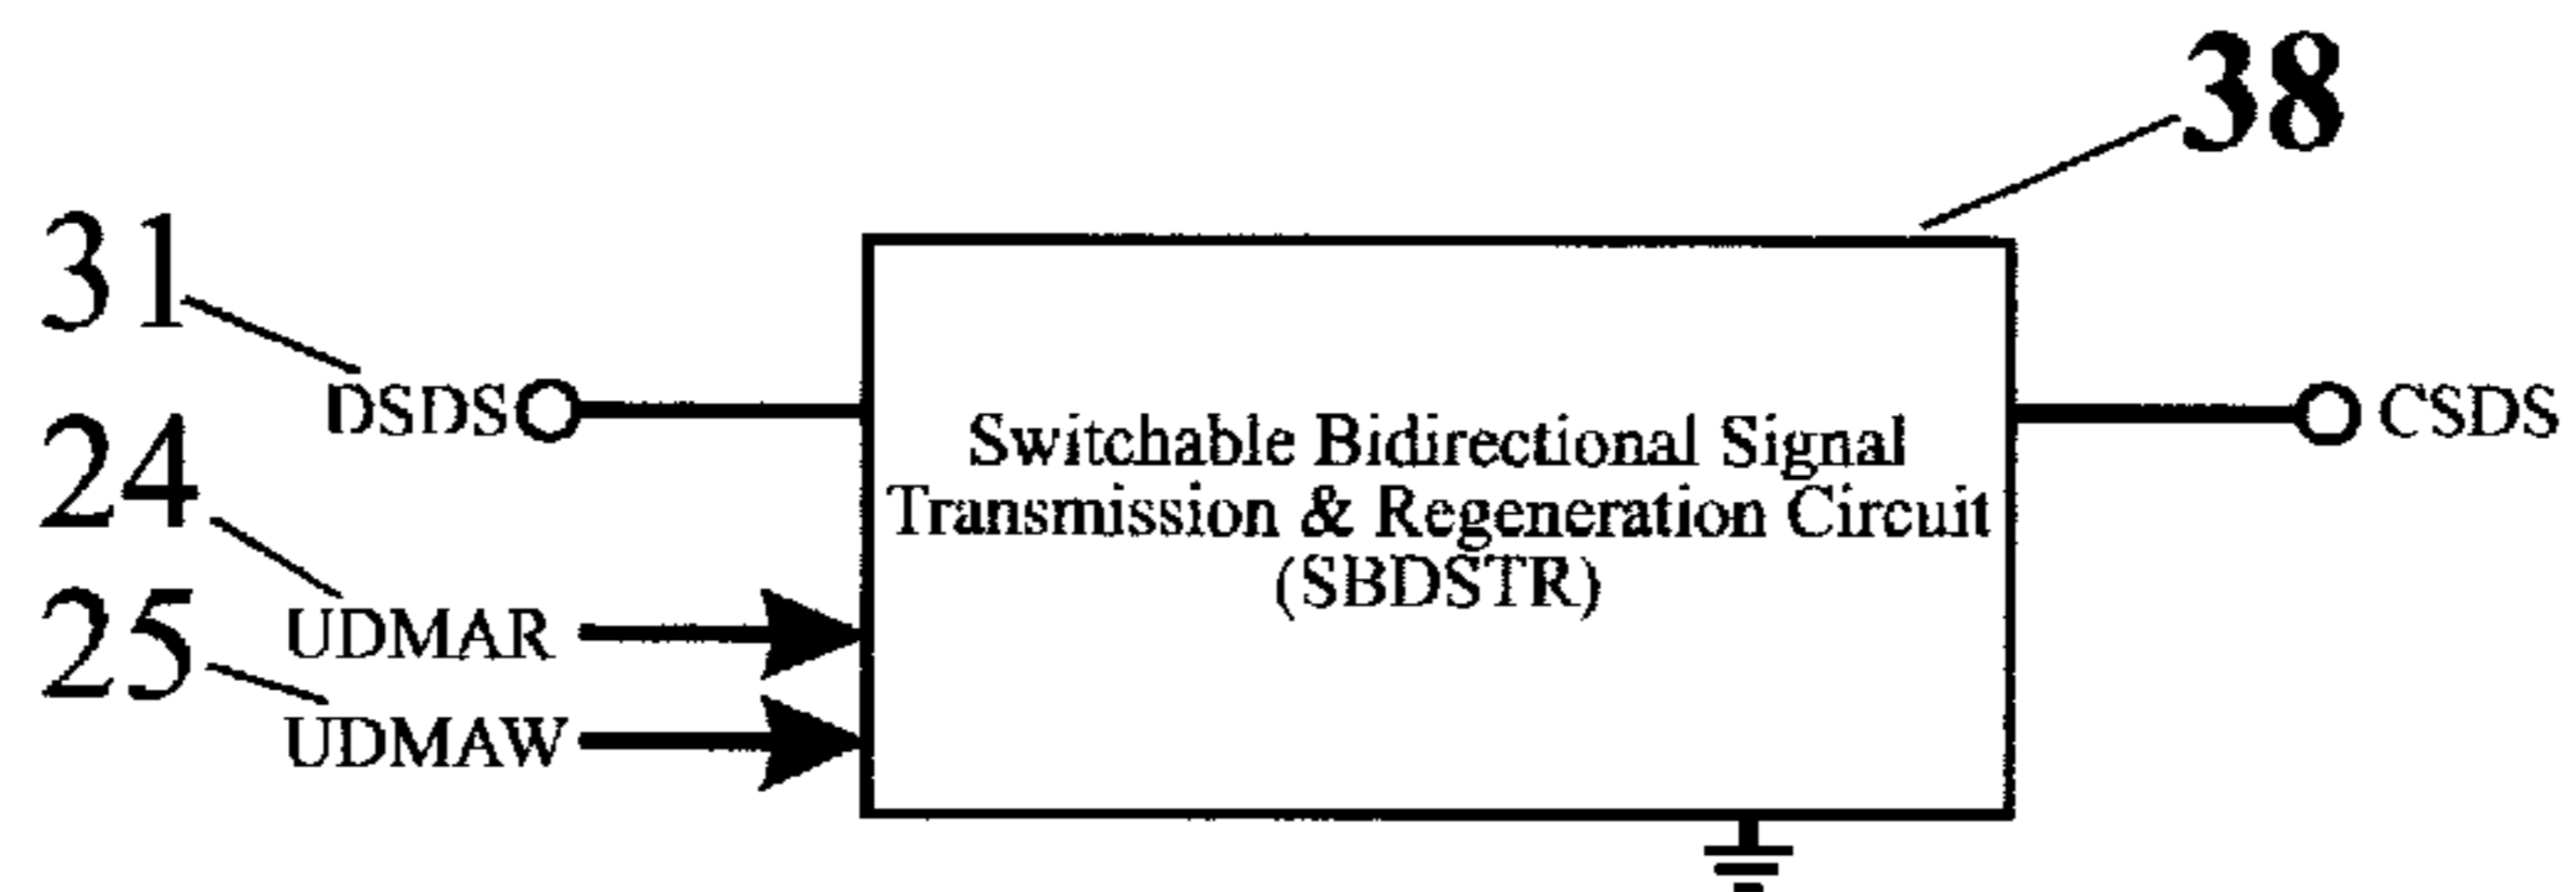 38
31
DSDS
CSDS
Switchable Bidirectional Signal
Transmission & Regeneration Circuit
(SBDSTR)
24
UDMAR
25
UDMAW